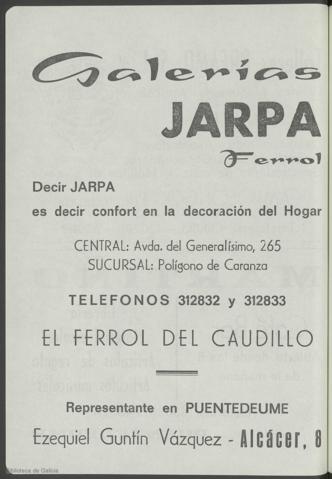 Galerías
JARPA
Ferrol
Decir JARPA
es decir confort en la decoración del Hogar
CENTRAL: Avda. del Generalísimo, 265
SUCURSAL: Polígono de Caranza
TELEFONOS 312832 y 312833
EL FERROL DEL CAUDILLO
Representante en PUENTEDEUME
Ezequiel Guntín Vázquez - Alcácer, 8
Biblioteca de Galicia